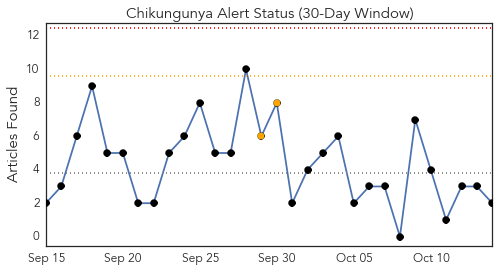 Chikungunya Alert Status (30-Day Window)
Articles Found
12
10
8
6
4
2
0
Sep 15
Sep 20
Sep 25
Sep 30
Oct 05
Oct 10